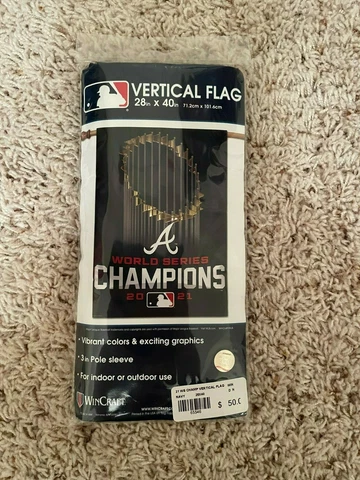 VERTICAL FLAG
28in x 40in 71.2cm x 101.6cm
A
WORLD SERIES
CHAMPIONS
20 21
• Vibrant colors & exciting graphics
• 3 in Pole sleeve
• For indoor or outdoor use
WINCRAFT
$ 50.0